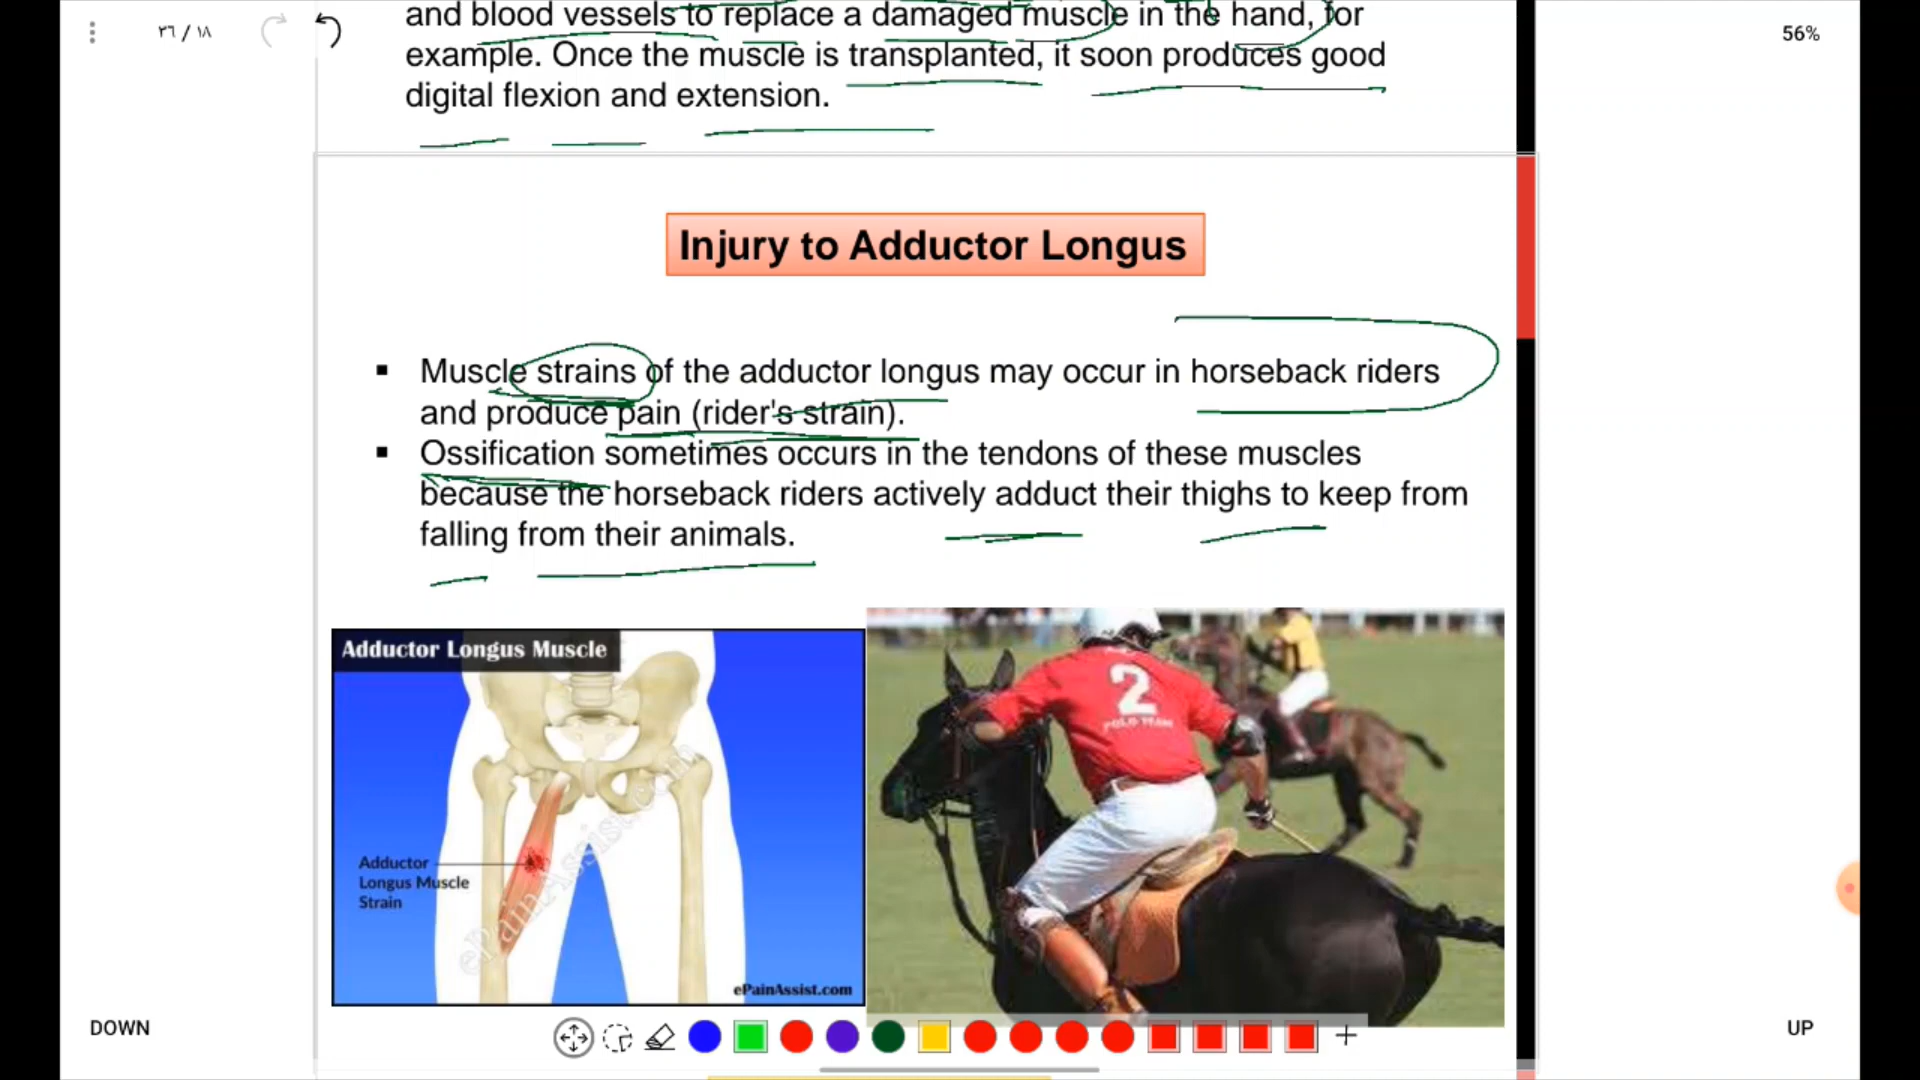 ٣٦ / ١٨
56%
and blood vessels to replace a damaged muscle in the hand, for
example. Once the muscle is transplanted, it soon produces good
digital flexion and extension.
Injury to Adductor Longus
▪ Muscle strains of the adductor longus may occur in horseback riders
and produce pain (rider's strain).
▪ Ossification sometimes occurs in the tendons of these muscles
because the horseback riders actively adduct their thighs to keep from
falling from their animals.
Adductor Longus Muscle
Adductor
Longus Muscle
Strain
ePainAssist.com
ePainAssist.com
2
POLO TEAM
DOWN
UP